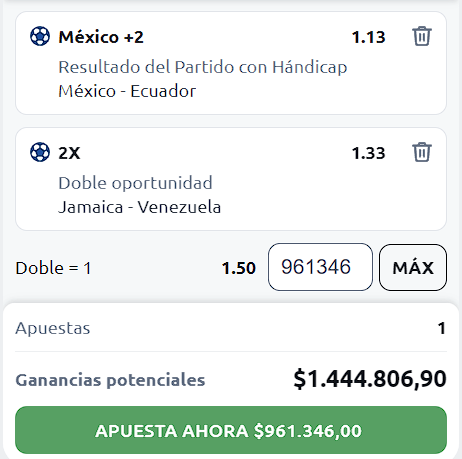 México +2 1.13
Resultado del Partido con Hándicap
México - Ecuador
2X 1.33
Doble oportunidad
Jamaica - Venezuela
Doble = 1 1.50 961346 MÁX
Apuestas 1
Ganancias potenciales $1.444.806,90
APUESTA AHORA $961.346,00